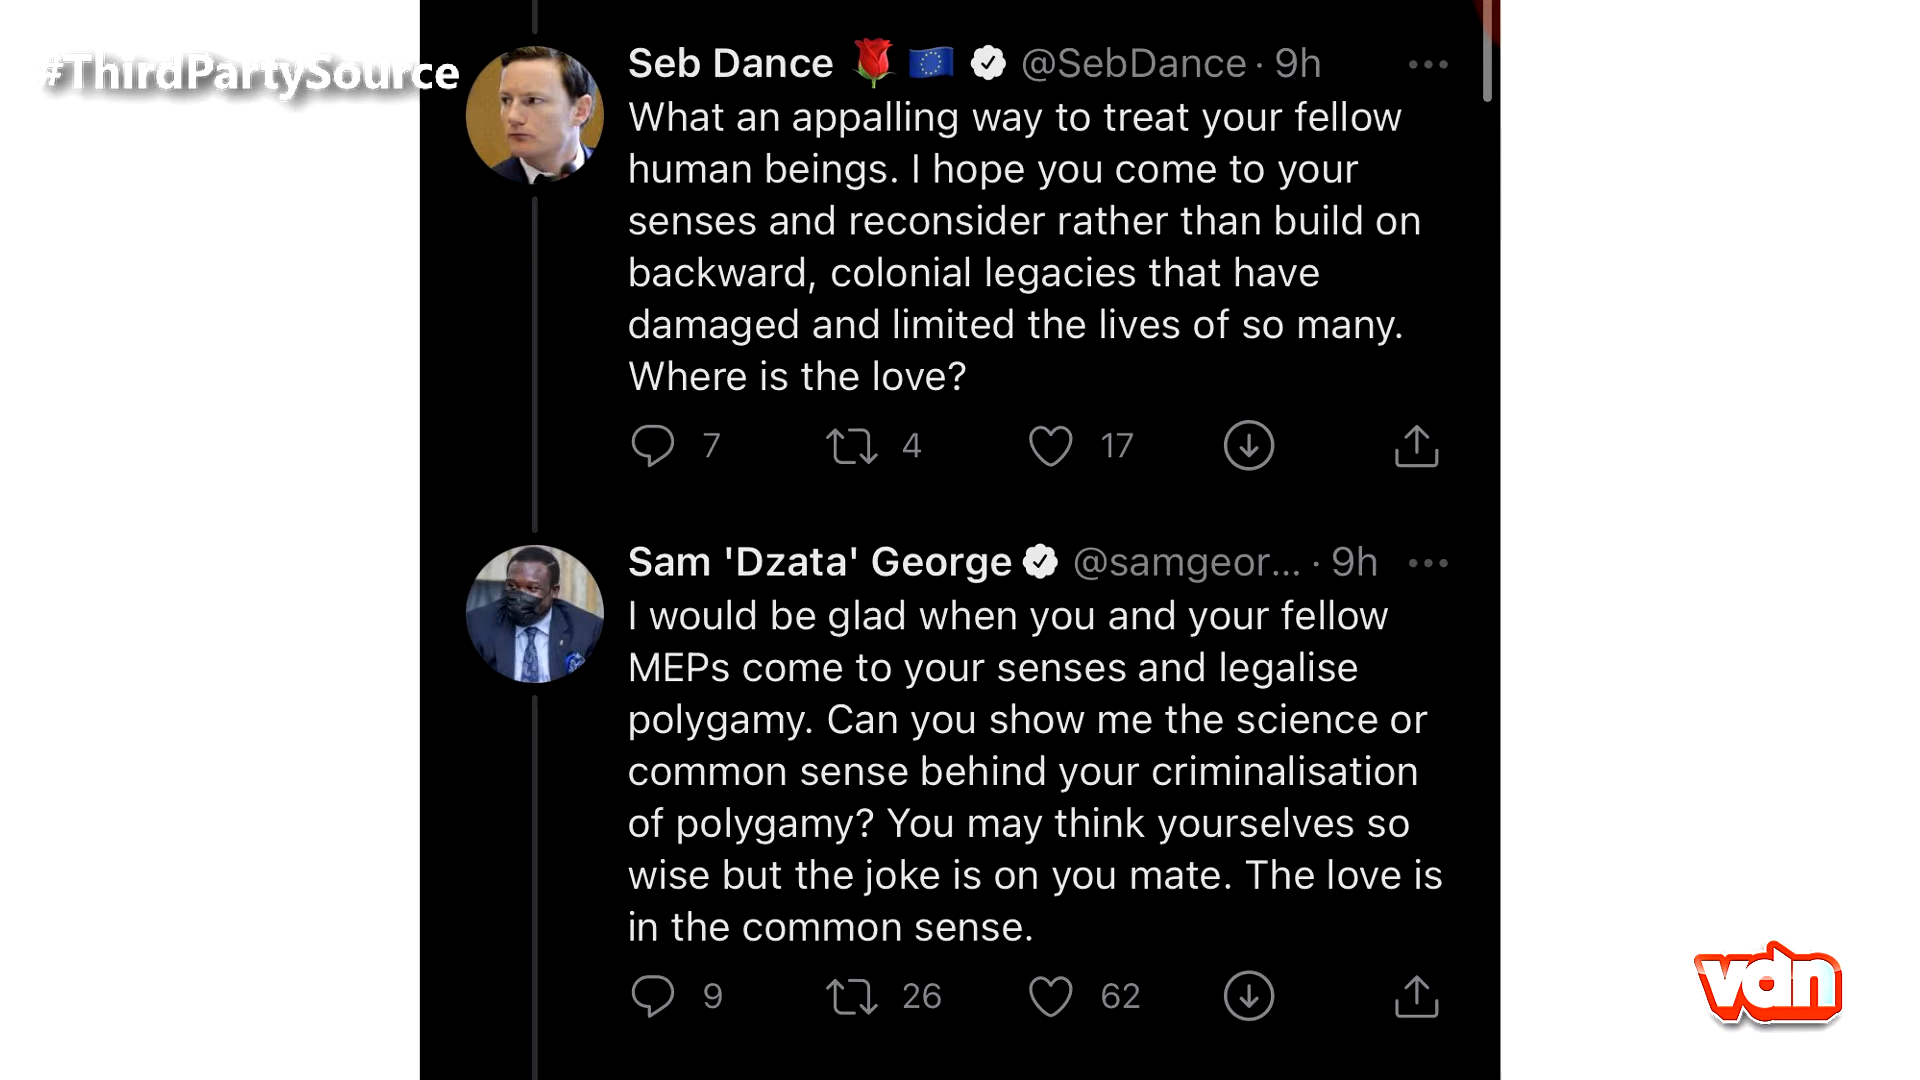 #ThirdPartySource
Seb Dance 🌹 🇪🇺 @SebDance · 9h
What an appalling way to treat your fellow
human beings. I hope you come to your
senses and reconsider rather than build on
backward, colonial legacies that have
damaged and limited the lives of so many.
Where is the love?
7 4 17
Sam 'Dzata' George @samgeor... · 9h
I would be glad when you and your fellow
MEPs come to your senses and legalise
polygamy. Can you show me the science or
common sense behind your criminalisation
of polygamy? You may think yourselves so
wise but the joke is on you mate. The love is
in the common sense.
9 26 62
vdn